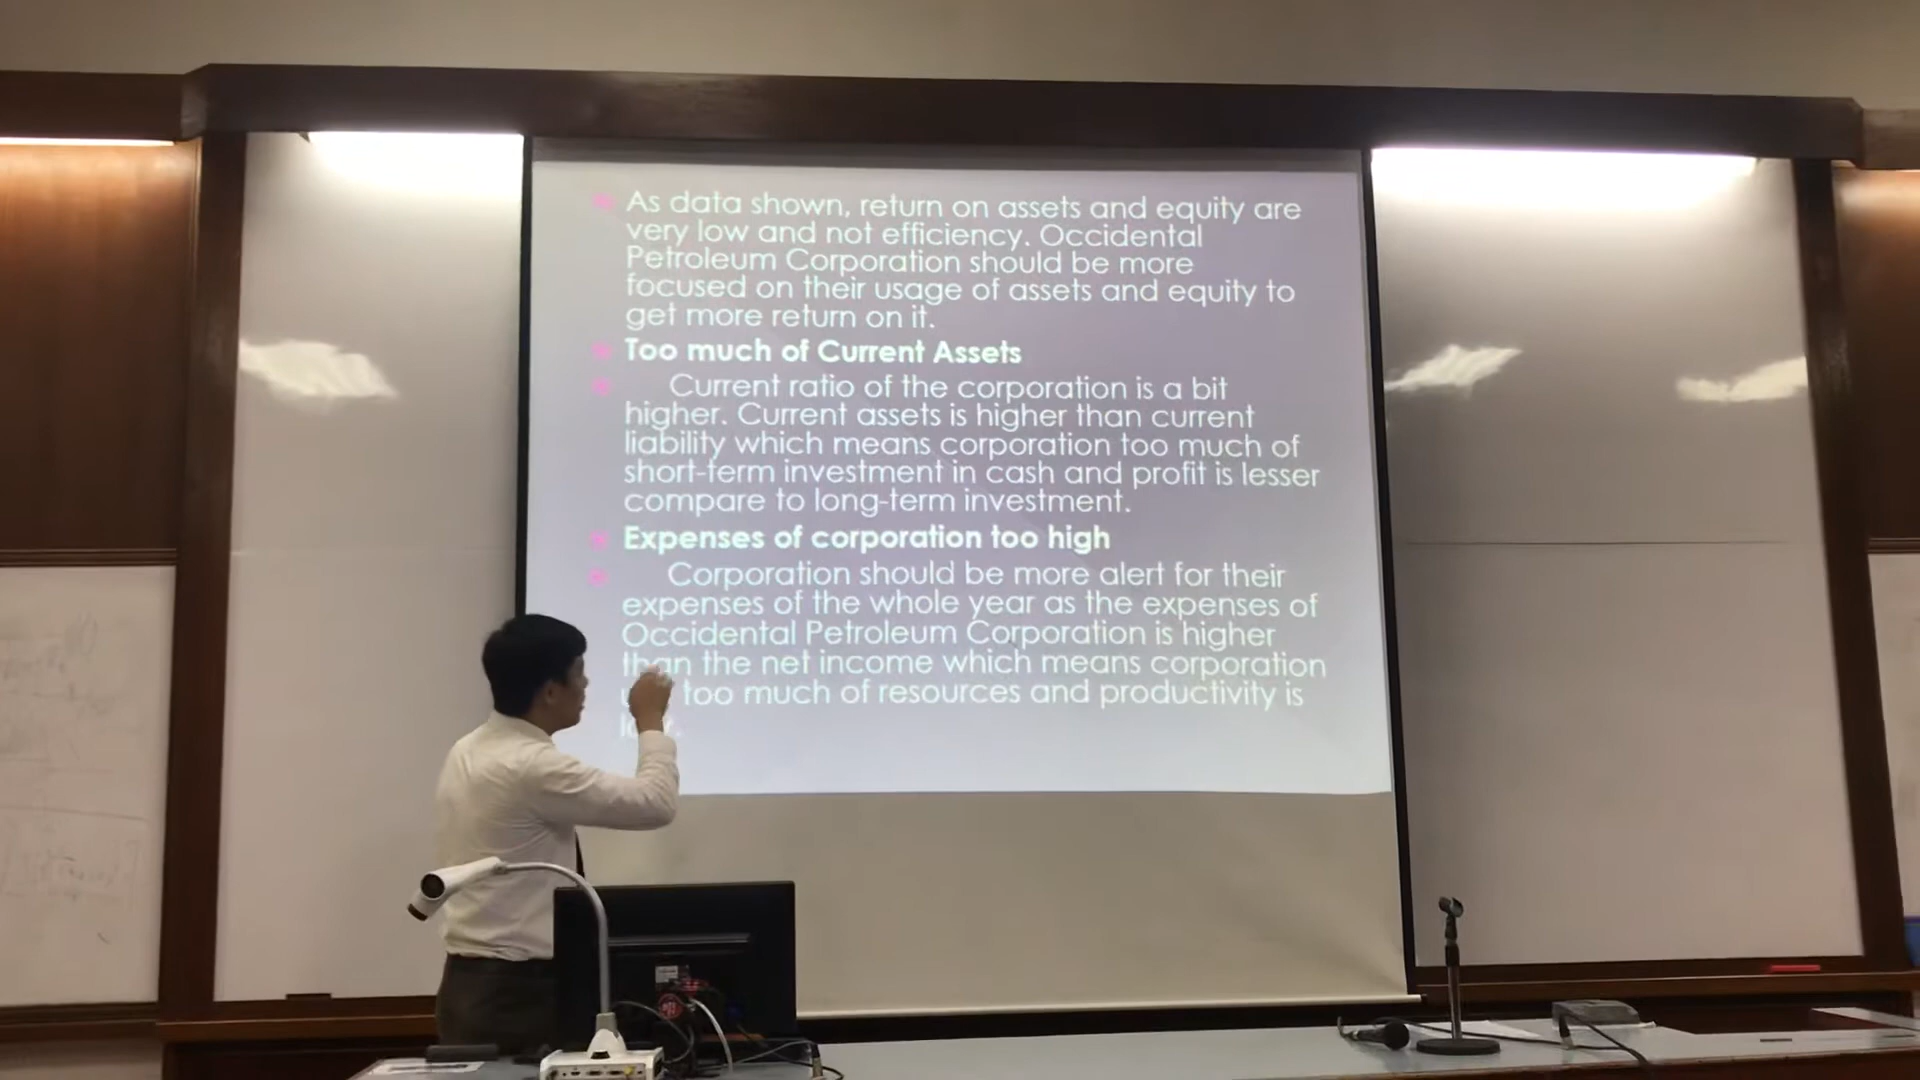 As data shown, return on assets and equity are
very low and not efficiency. Occidental
Petroleum Corporation should be more
focused on their usage of assets and equity to
get more return on it.
Too much of Current Assets
Current ratio of the corporation is a bit
higher. Current assets is higher than current
liability which means corporation too much of
short-term investment in cash and profit is lesser
compare to long-term investment.
Expenses of corporation too high
Corporation should be more alert for their
expenses of the whole year as the expenses of
Occidental Petroleum Corporation is higher
than the net income which means corporation
too much of resources and productivity is